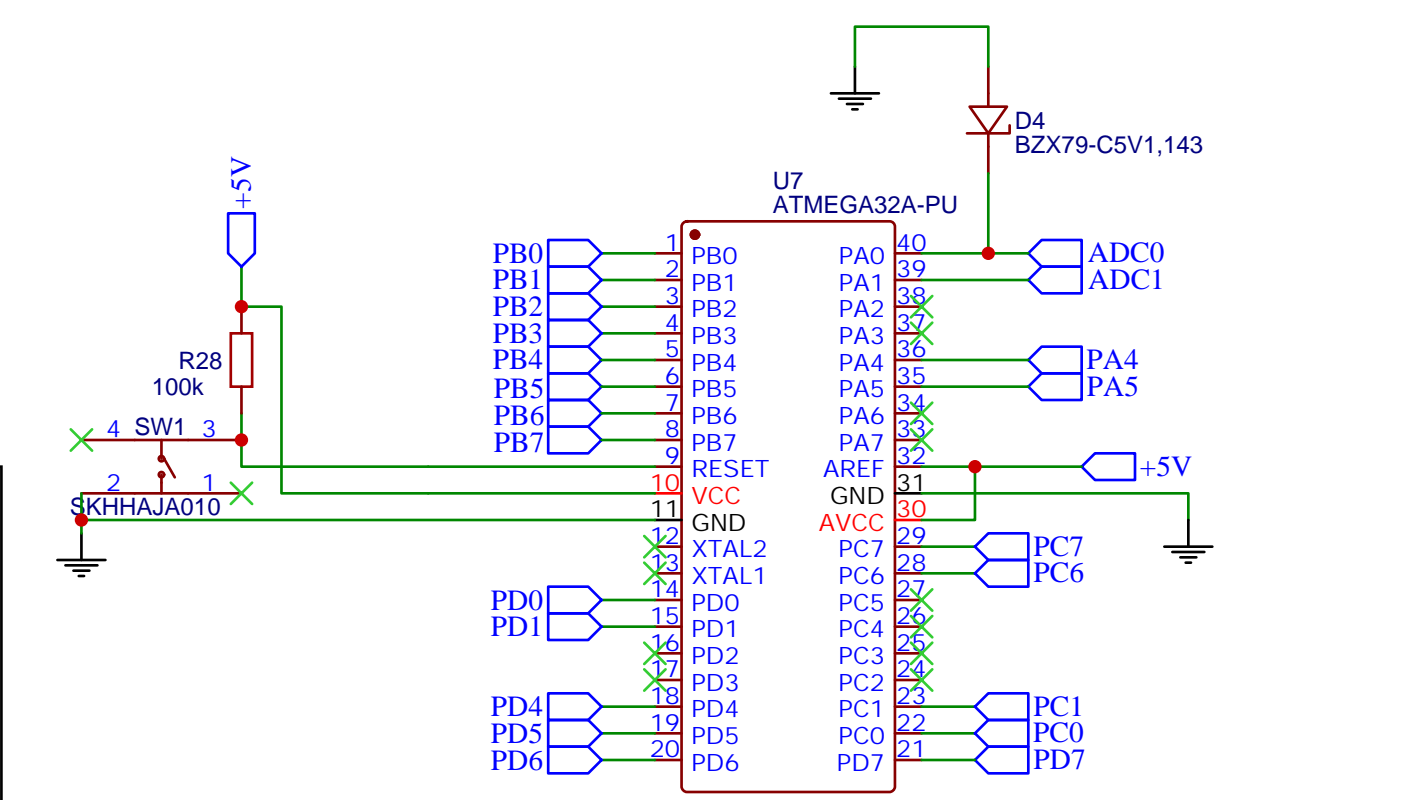 D4
BZX79-C5V1,143
+5V
U7
ATMEGA32A-PU
PB0 1 PB0 PA0 40 ADC0
PB1 2 PB1 PA1 39 ADC1
PB2 3 PB2 PA2 38
PB3 4 PB3 PA3 37
R28
100k
PB4 5 PB4 PA4 36 PA4
PB5 6 PB5 PA5 35 PA5
PB6 7 PB6 PA6 34
4 SW1 3
PB7 8 PB7 PA7 33
9 RESET AREF 32 +5V
2 1
SKHHAJA010
10 VCC GND 31
11 GND AVCC 30
12 XTAL2 PC7 29 PC7
13 XTAL1 PC6 28 PC6
PD0 14 PD0 PC5 27
PD1 15 PD1 PC4 26
16 PD2 PC3 25
17 PD3 PC2 24
PD4 18 PD4 PC1 23 PC1
PD5 19 PD5 PC0 22 PC0
PD6 20 PD6 PD7 21 PD7